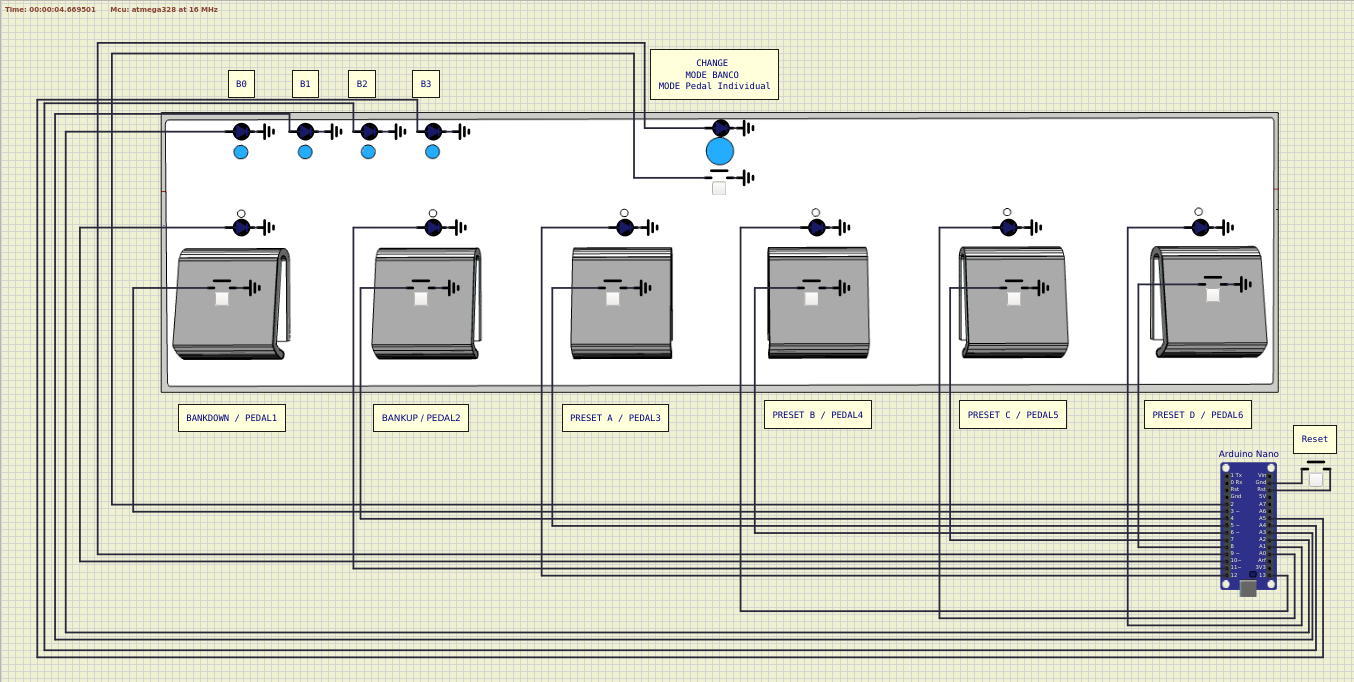 Time: 00:00:04.669501 Mcu: atmega328 at 16 MHz
CHANGE
MODE BANCO
MODE Pedal Individual
B0 B1 B2 B3
BANKDOWN / PEDAL1
BANKUP / PEDAL2
PRESET A / PEDAL3
PRESET B / PEDAL4
PRESET C / PEDAL5
PRESET D / PEDAL6
Reset
Arduino Nano
1 Tx Vin
0 Rx Gnd
Rst Rst
Gnd 5V
2 A7
3 ~ A6
4 A5
5 ~ A4
6 ~ A3
7 A2
8 A1
9 ~ A0
10~ Arf
11~ 3V3
12 13